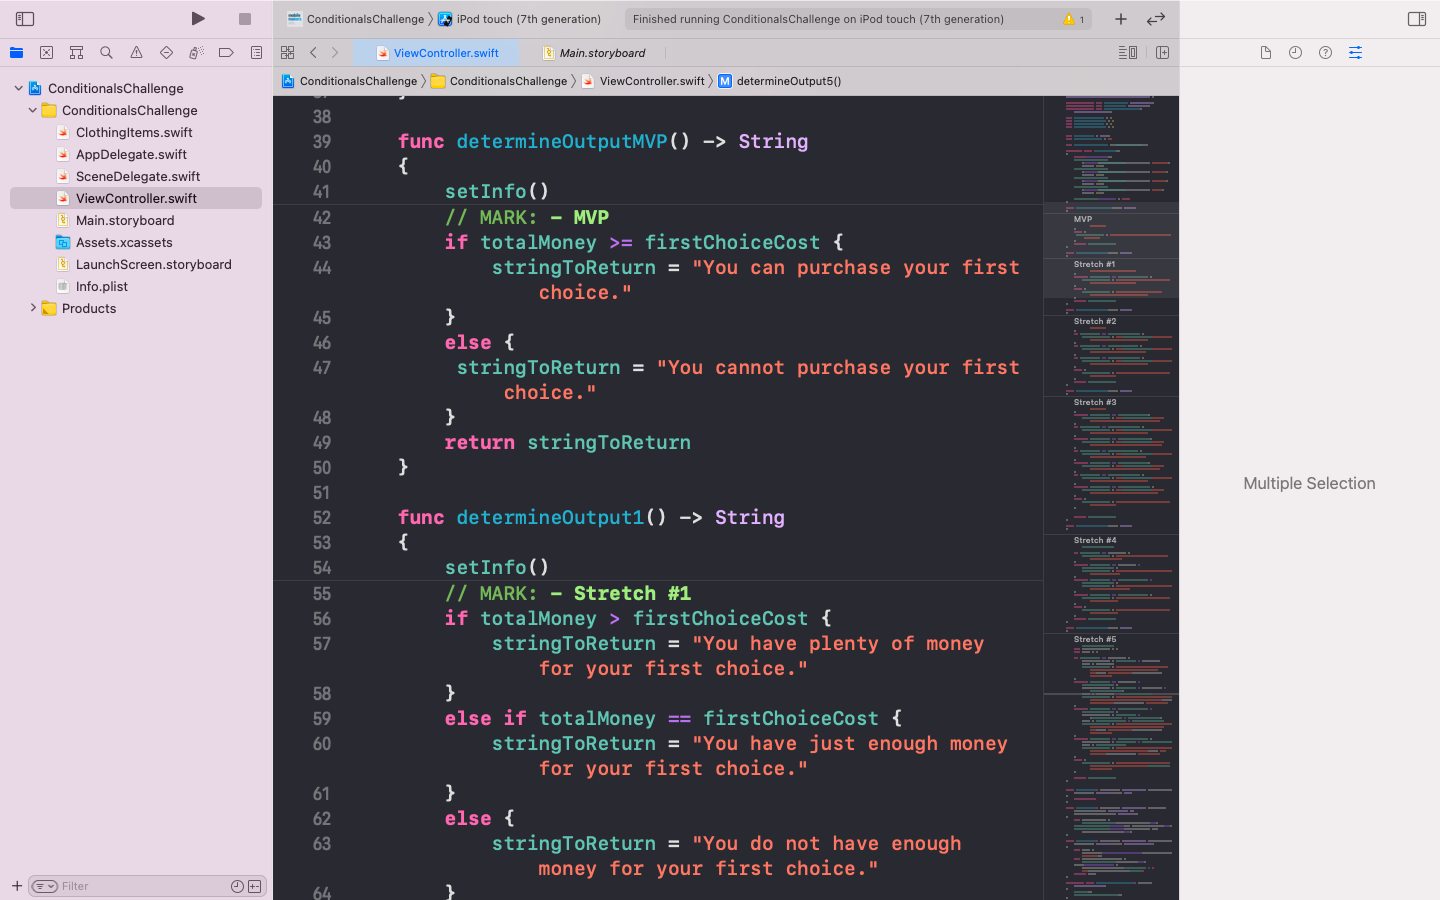 ConditionalsChallenge 〉 iPod touch (7th generation)
Finished running ConditionalsChallenge on iPod touch (7th generation)
1
ViewController.swift
Main.storyboard
ConditionalsChallenge 〉 ConditionalsChallenge 〉 ViewController.swift 〉 M determineOutput5()
ConditionalsChallenge
ConditionalsChallenge
ClothingItems.swift
AppDelegate.swift
SceneDelegate.swift
ViewController.swift
Main.storyboard
Assets.xcassets
LaunchScreen.storyboard
Info.plist
Products
Filter
38
39 func determineOutputMVP() -> String
40 {
41 setInfo()
42 // MARK: - MVP
43 if totalMoney >= firstChoiceCost {
44 stringToReturn = "You can purchase your first
choice."
45 }
46 else {
47 stringToReturn = "You cannot purchase your first
choice."
48 }
49 return stringToReturn
50 }
51
52 func determineOutput1() -> String
53 {
54 setInfo()
55 // MARK: - Stretch #1
56 if totalMoney > firstChoiceCost {
57 stringToReturn = "You have plenty of money
for your first choice."
58 }
59 else if totalMoney == firstChoiceCost {
60 stringToReturn = "You have just enough money
for your first choice."
61 }
62 else {
63 stringToReturn = "You do not have enough
money for your first choice."
64 }
MVP
Stretch #1
Stretch #2
Stretch #3
Stretch #4
Stretch #5
Multiple Selection